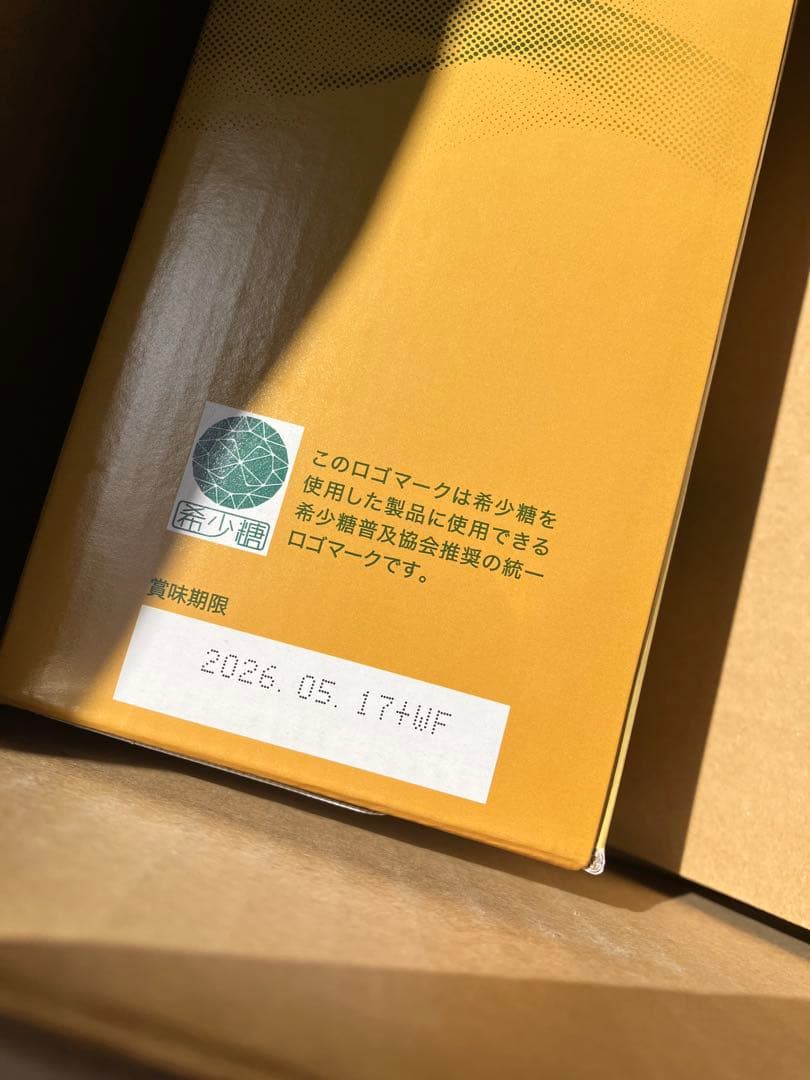 希少糖
このロゴマークは希少糖を
使用した製品に使用できる
希少糖普及協会推奨の統一
ロゴマークです。
賞味期限
2026.05.17+WF